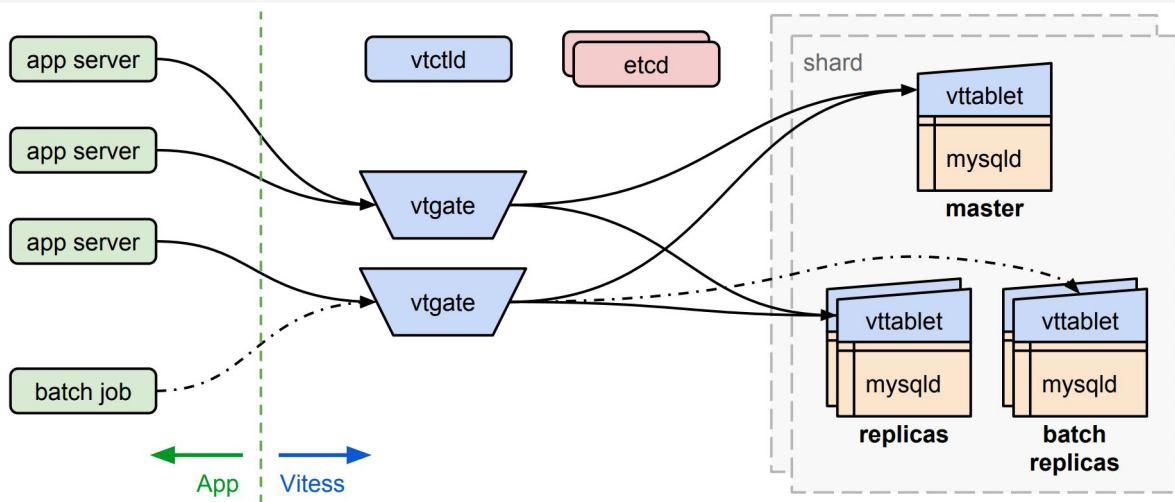 app server
app server
app server
batch job
App
Vitess
vtctld
etcd
vtgate
vtgate
shard
vttablet
mysqld
master
vttablet
mysqld
replicas
vttablet
mysqld
batch
replicas